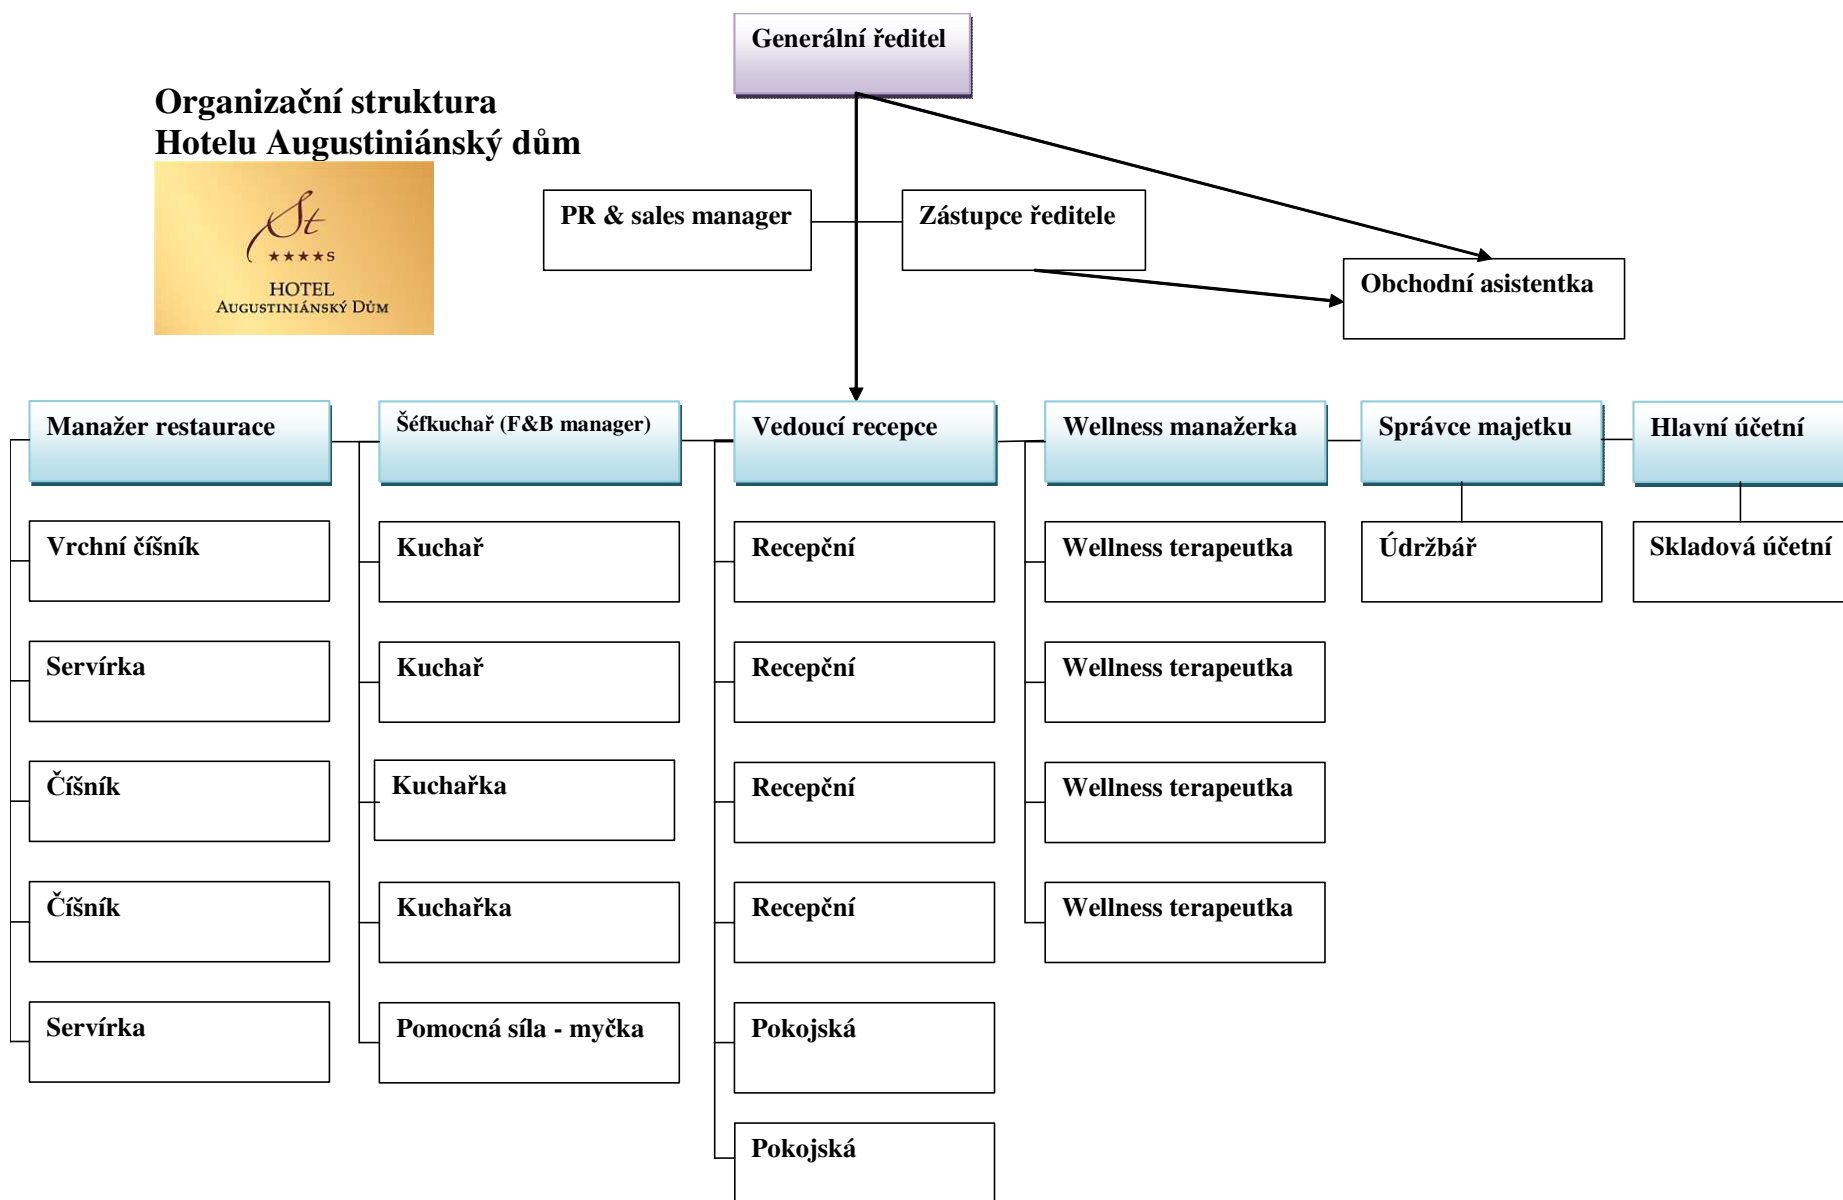 Generální ředitel
Organizační struktura
Hotelu Augustiniánský dům
St
★★★★S
HOTEL
AUGUSTINIÁNSKÝ DŮM
PR & sales manager
Zástupce ředitele
Obchodní asistentka
Manažer restaurace
Šéfkuchař (F&B manager)
Vedoucí recepce
Wellness manažerka
Správce majetku
Hlavní účetní
Vrchní číšník
Kuchař
Recepční
Wellness terapeutka
Údržbář
Skladová účetní
Servírka
Kuchař
Recepční
Wellness terapeutka
Číšník
Kuchařka
Recepční
Wellness terapeutka
Číšník
Kuchařka
Recepční
Wellness terapeutka
Servírka
Pomocná síla - myčka
Pokojská
Pokojská